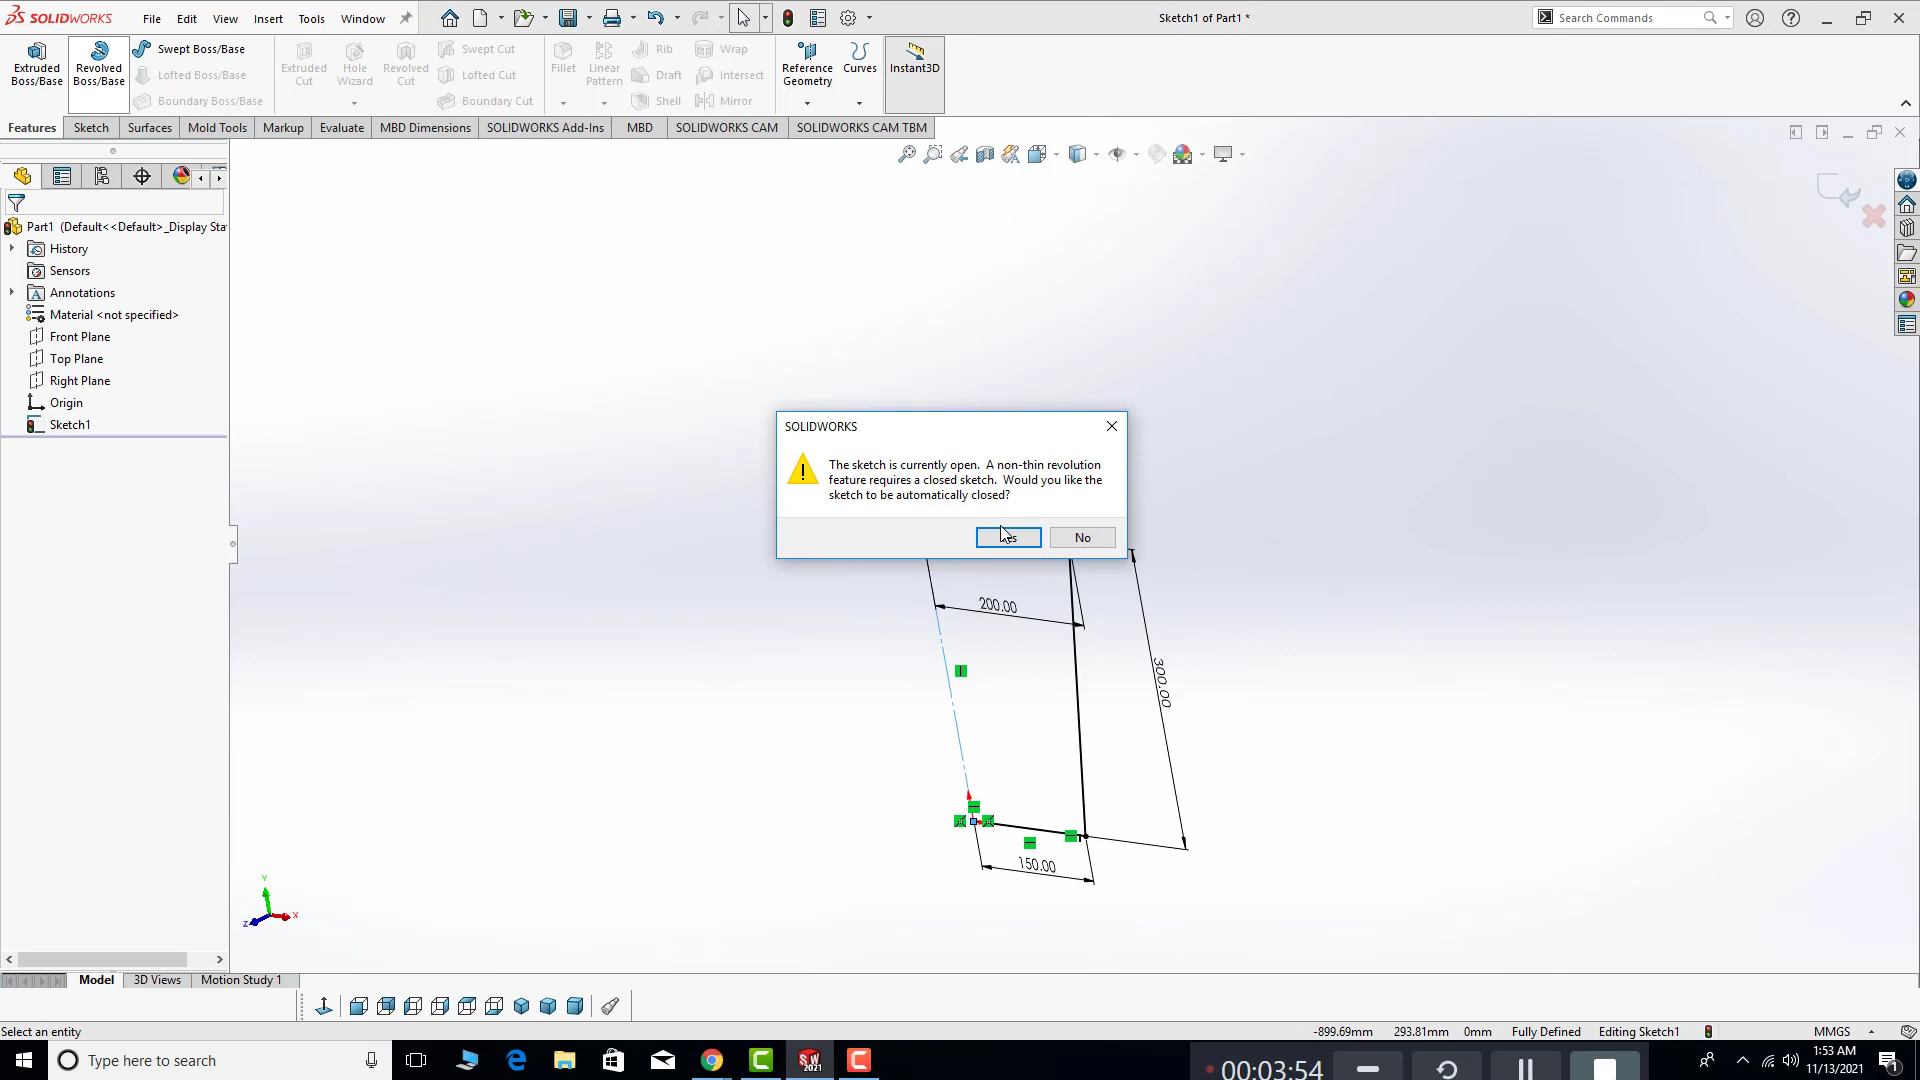 SOLIDWORKS File Edit View Insert Tools Window Sketch1 of Part1 * Search Commands
Extruded Boss/Base
Revolved Boss/Base
Swept Boss/Base
Lofted Boss/Base
Boundary Boss/Base
Extruded Cut
Hole Wizard
Revolved Cut
Swept Cut
Lofted Cut
Boundary Cut
Fillet
Linear Pattern
Rib
Draft
Shell
Wrap
Intersect
Mirror
Reference Geometry
Curves
Instant3D
Features Sketch Surfaces Mold Tools Markup Evaluate MBD Dimensions SOLIDWORKS Add-Ins MBD SOLIDWORKS CAM SOLIDWORKS CAM TBM
Part1 (Default<<Default>_Display Sta
History
Sensors
Annotations
Material <not specified>
Front Plane
Top Plane
Right Plane
Origin
Sketch1
SOLIDWORKS
The sketch is currently open. A non-thin revolution
feature requires a closed sketch. Would you like the
sketch to be automatically closed?
No
200.00
300.00
150.00
Y
Z
X
Model 3D Views Motion Study 1
Select an entity -899.69mm 293.81mm 0mm Fully Defined Editing Sketch1 MMGS
Type here to search
SW 2021
00:03:54
1:53 AM
11/13/2021
1